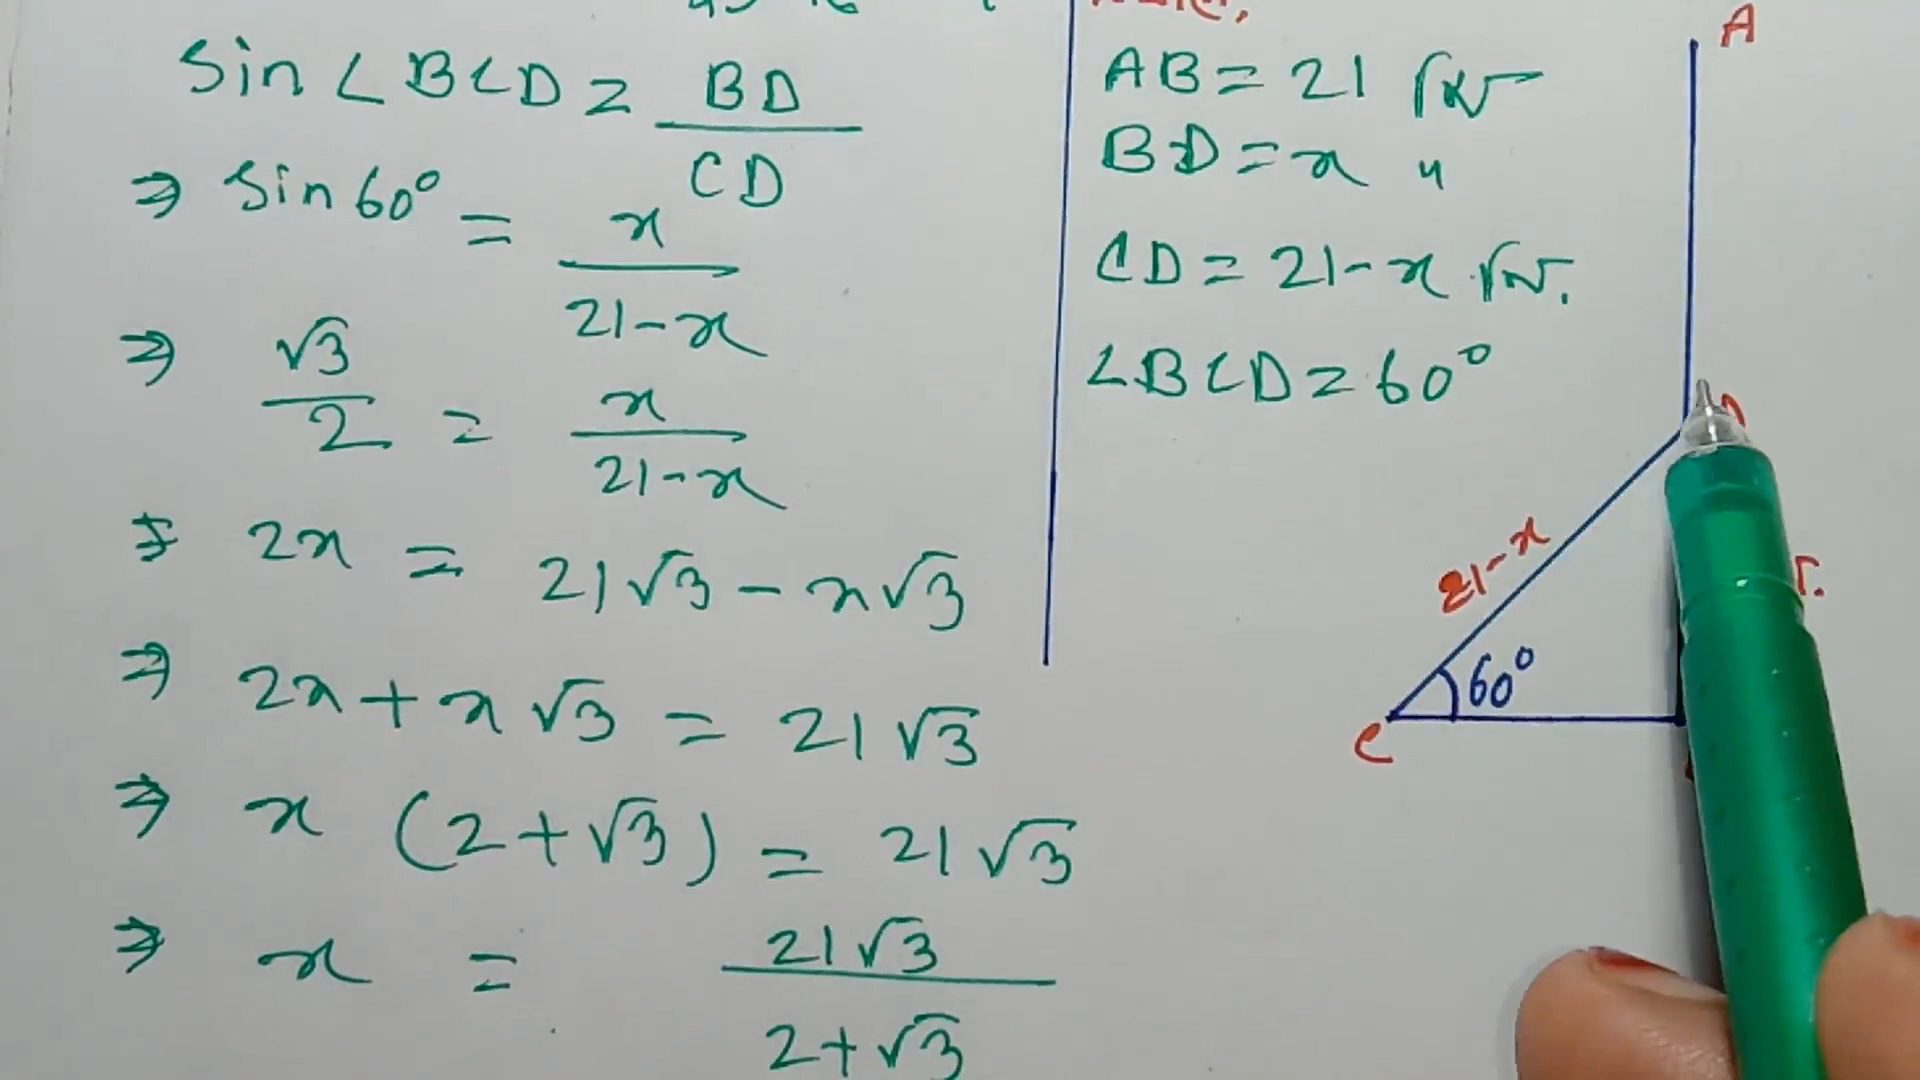 Sin ∠BCD = BD / CD
⇒ Sin 60° = x / 21-x
⇒ √3 / 2 = x / 21-x
⇒ 2x = 21√3 - x√3
⇒ 2x + x√3 = 21√3
⇒ x (2+√3) = 21√3
⇒ x = 21√3 / 2+√3
AB = 21 মি
BD = x "
CD = 21-x মি.
∠BCD = 60°
A
21-x
60°
C